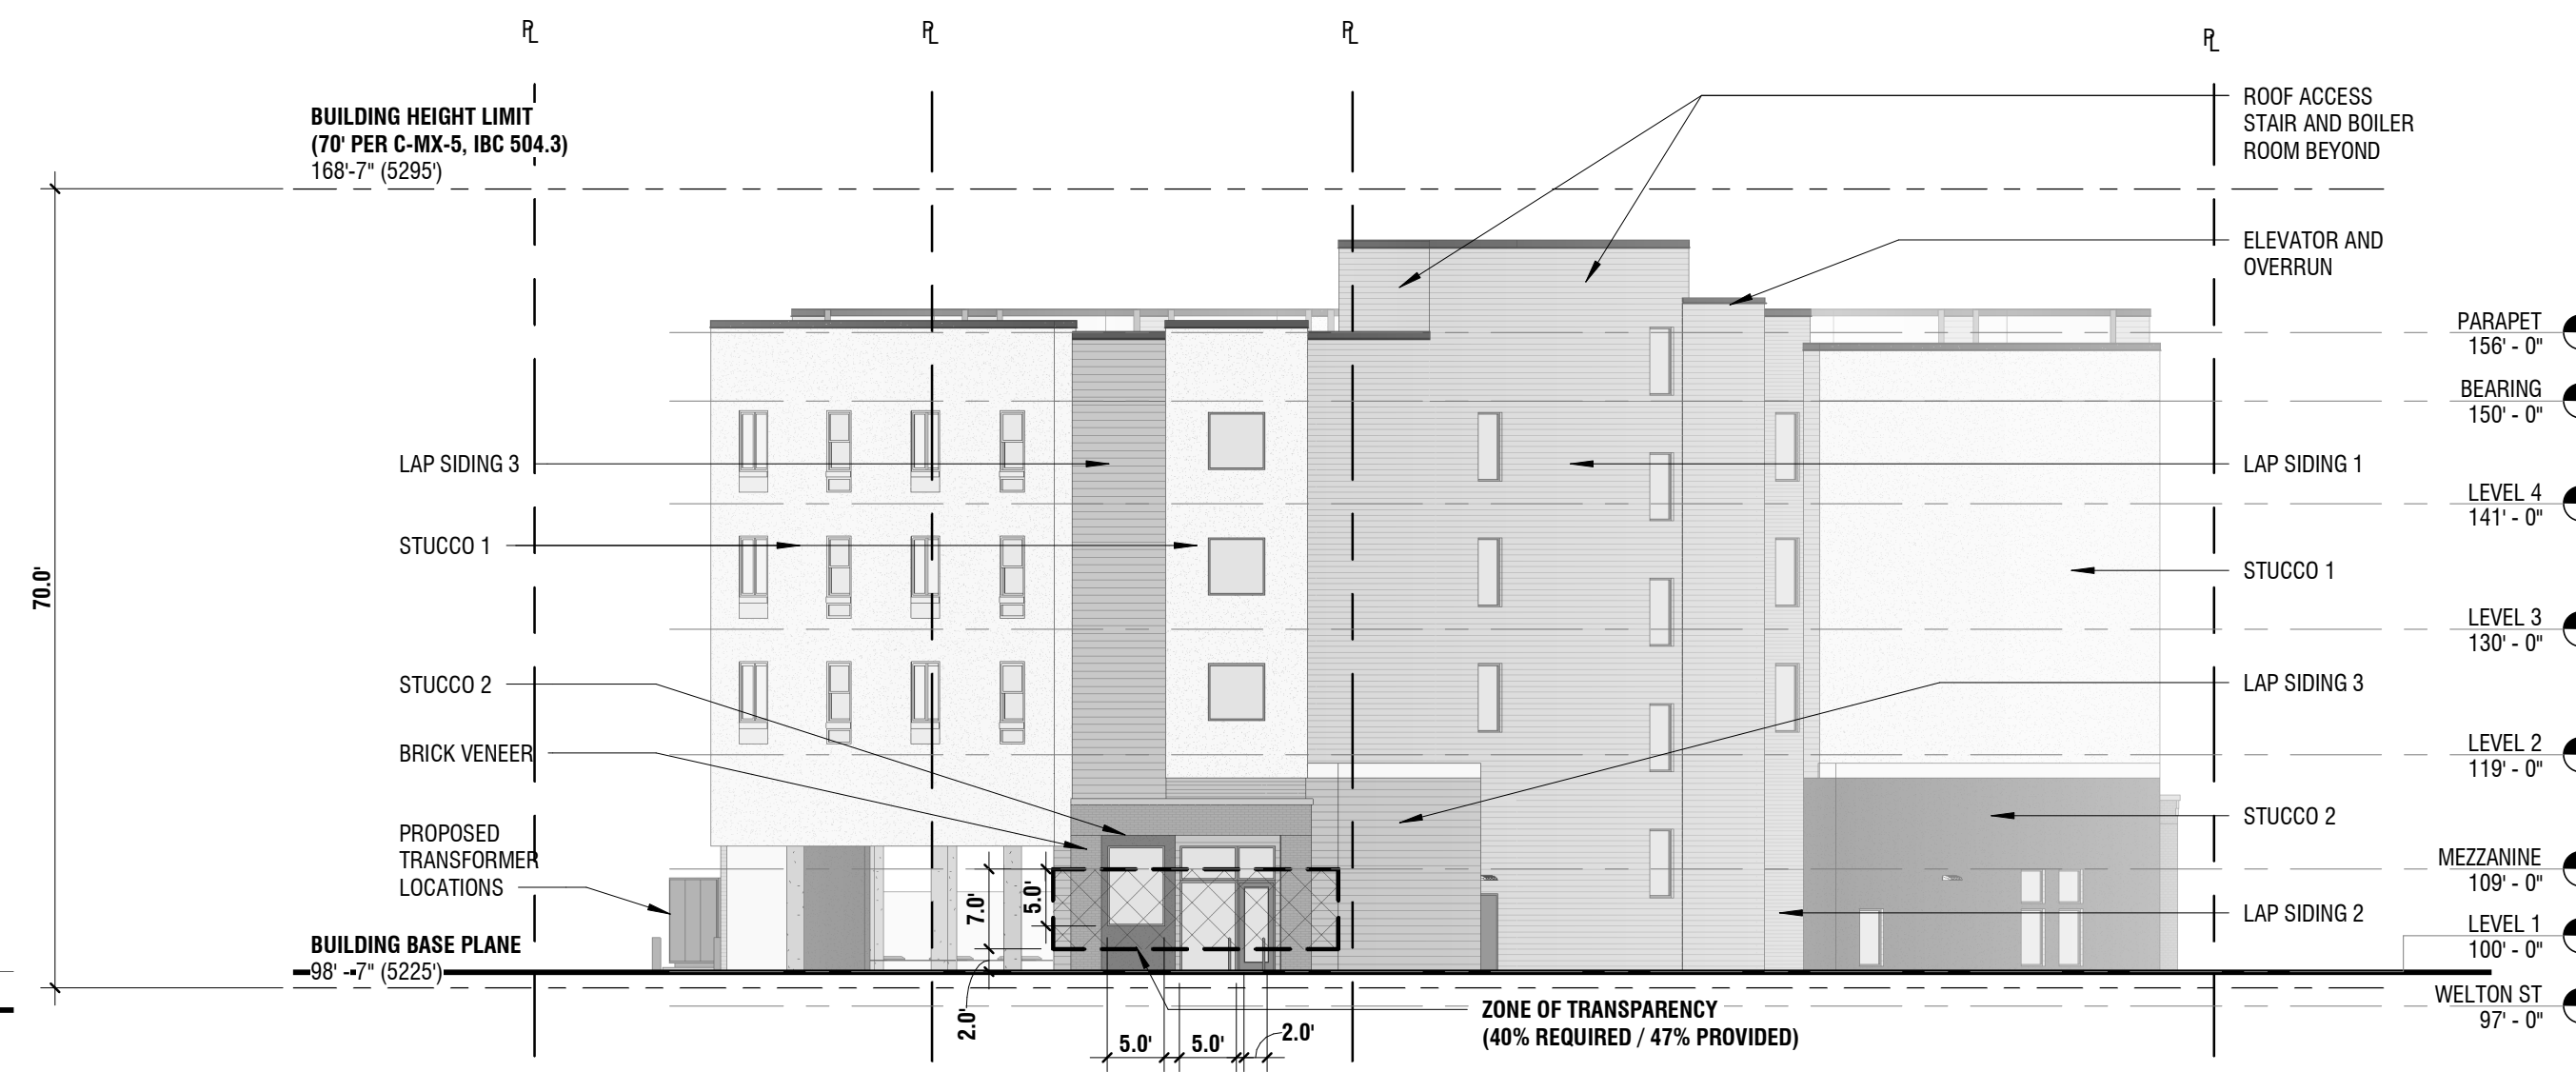 PL
PL
PL
PL
BUILDING HEIGHT LIMIT
(70' PER C-MX-5, IBC 504.3)
168'-7" (5295')
ROOF ACCESS
STAIR AND BOILER
ROOM BEYOND
ELEVATOR AND
OVERRUN
PARAPET
156' - 0"
BEARING
150' - 0"
LAP SIDING 3
LAP SIDING 1
LEVEL 4
141' - 0"
STUCCO 1
STUCCO 1
70.0'
LEVEL 3
130' - 0"
STUCCO 2
LAP SIDING 3
BRICK VENEER
LEVEL 2
119' - 0"
PROPOSED
TRANSFORMER
LOCATIONS
STUCCO 2
MEZZANINE
109' - 0"
7.0'
5.0'
LAP SIDING 2
LEVEL 1
100' - 0"
BUILDING BASE PLANE
98' - 7" (5225')
WELTON ST
97' - 0"
ZONE OF TRANSPARENCY
(40% REQUIRED / 47% PROVIDED)
2.0'
5.0'
5.0'
2.0'